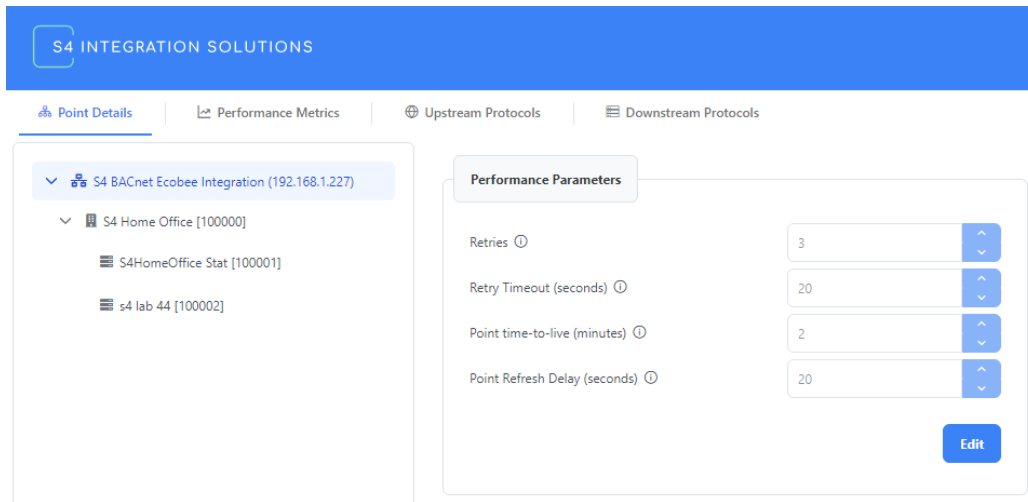 S4 INTEGRATION SOLUTIONS
Point Details
Performance Metrics
Upstream Protocols
Downstream Protocols
S4 BACnet Ecobee Integration (192.168.1.227)
S4 Home Office [100000]
S4HomeOffice Stat [100001]
s4 lab 44 [100002]
Performance Parameters
Retries
3
Retry Timeout (seconds)
20
Point time-to-live (minutes)
2
Point Refresh Delay (seconds)
20
Edit